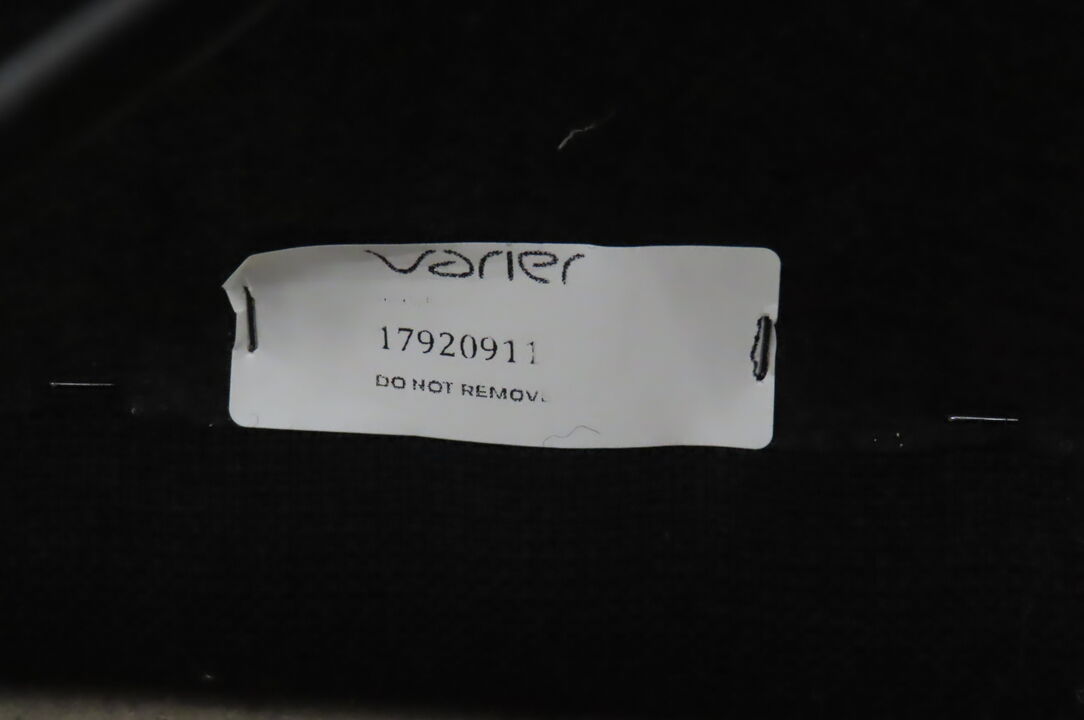 varier
17920911
DO NOT REMOV